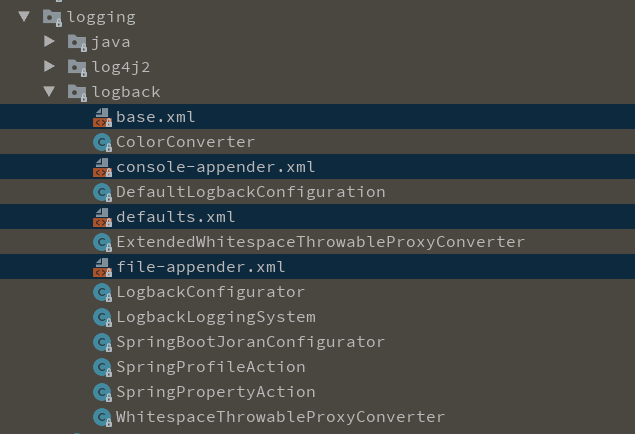 logging
java
log4j2
logback
base.xml
ColorConverter
console-appender.xml
DefaultLogbackConfiguration
defaults.xml
ExtendedWhitespaceThrowableProxyConverter
file-appender.xml
LogbackConfigurator
LogbackLoggingSystem
SpringBootJoranConfigurator
SpringProfileAction
SpringPropertyAction
WhitespaceThrowableProxyConverter